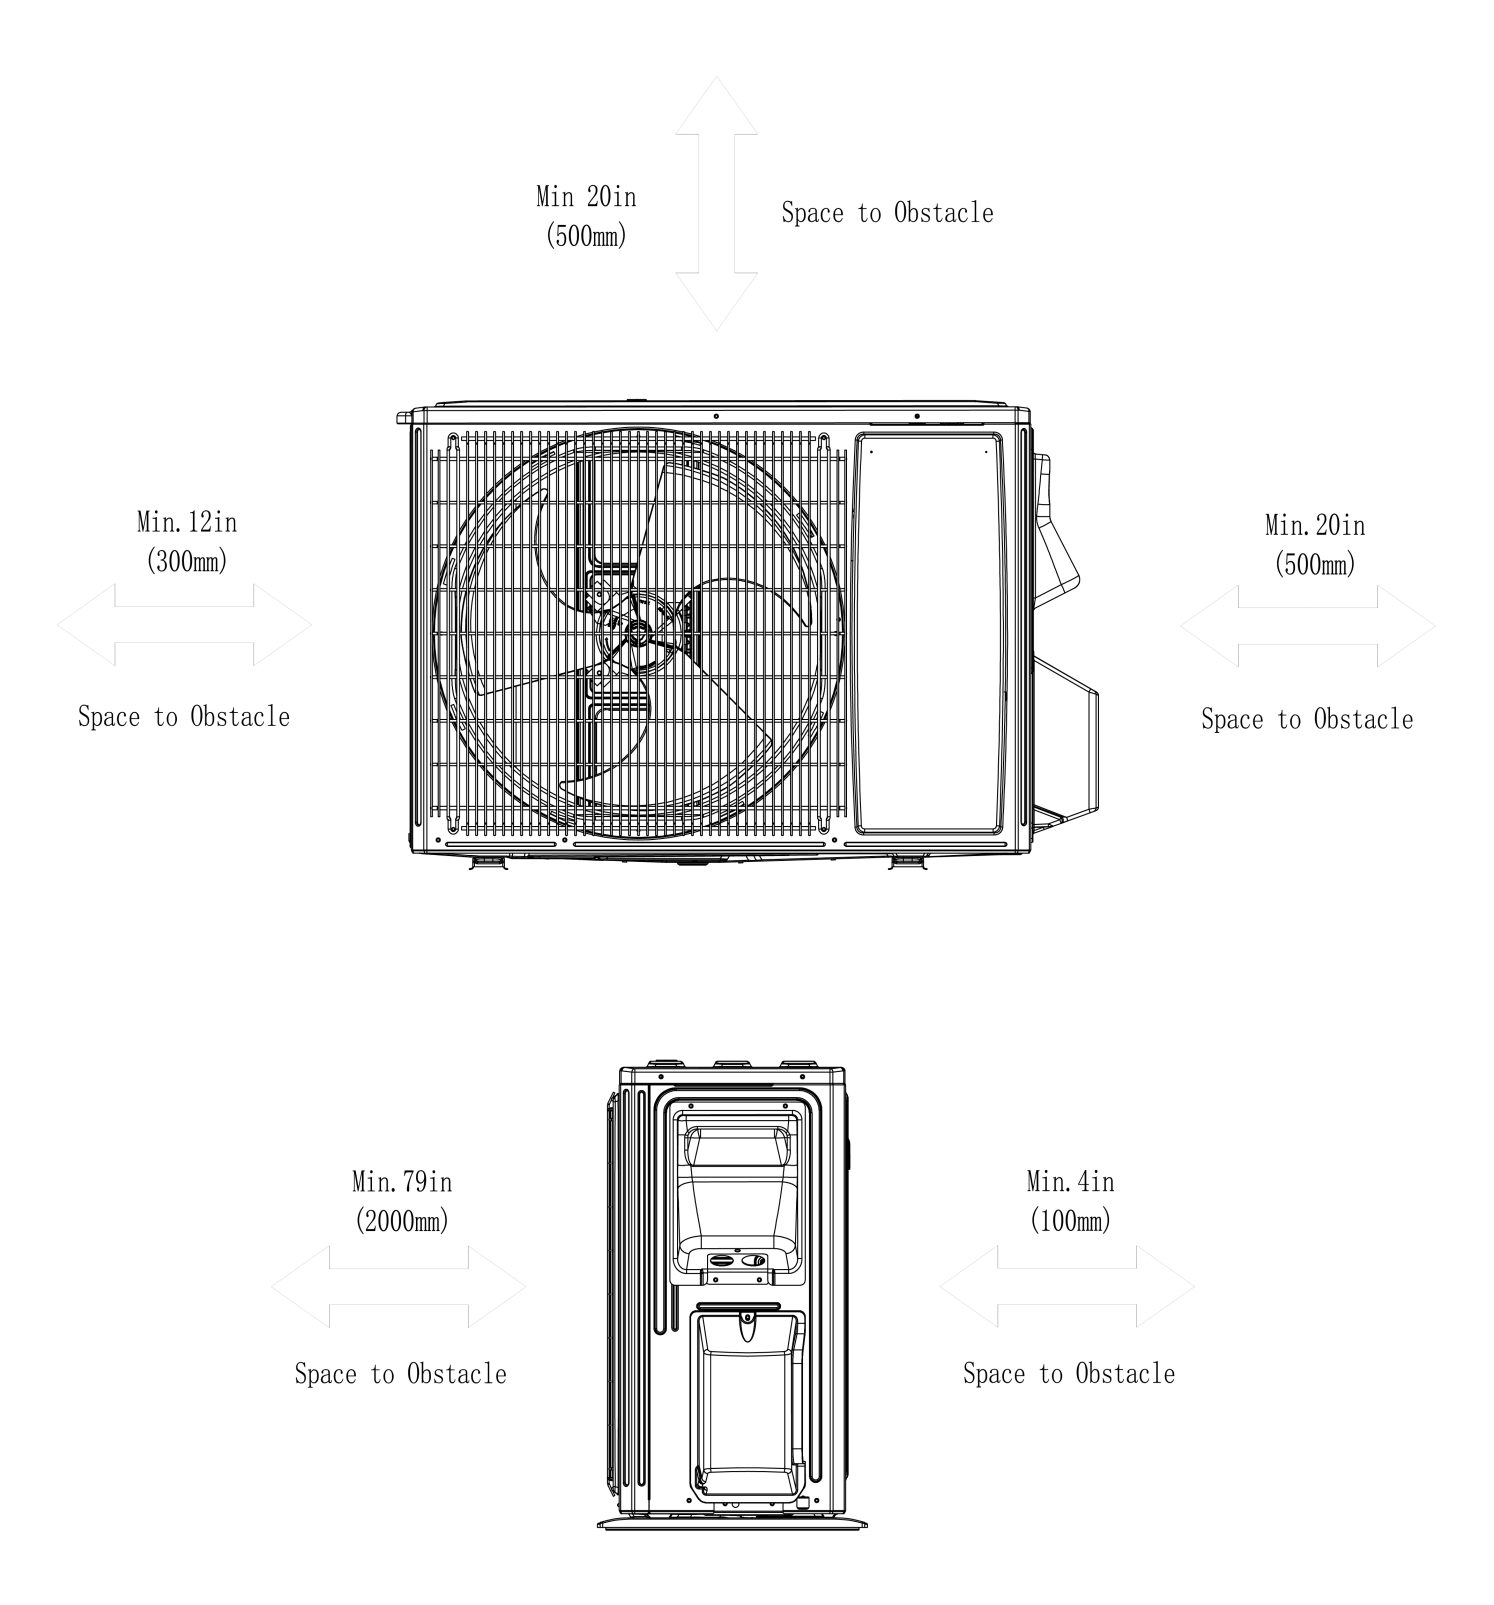 Min 20in
(500mm)
Space to Obstacle
Min.12in
(300mm)
Space to Obstacle
Min.20in
(500mm)
Space to Obstacle
Min.79in
(2000mm)
Space to Obstacle
Min.4in
(100mm)
Space to Obstacle